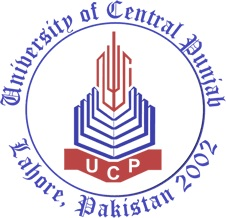 University of Central Punjab
UCP
Lahore, Pakistan 2002